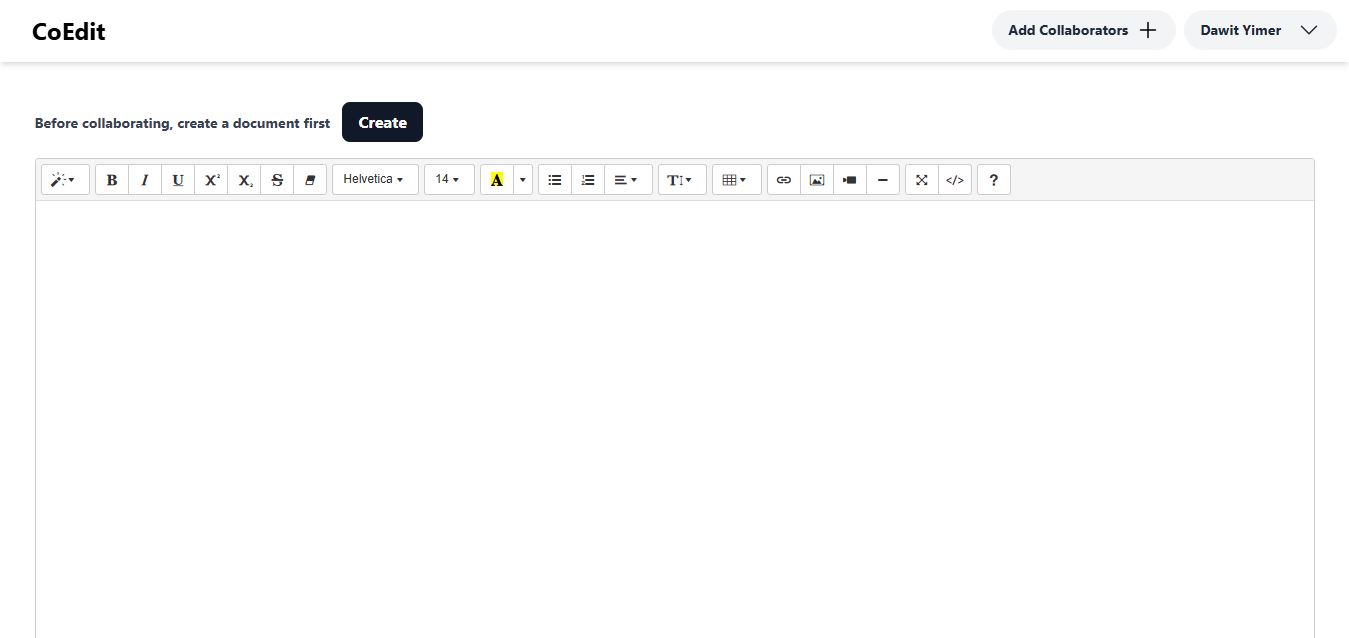 CoEdit
Add Collaborators
Dawit Yimer
Before collaborating, create a document first
Create
B I U X² X₂ S Helvetica 14 A T </> ?